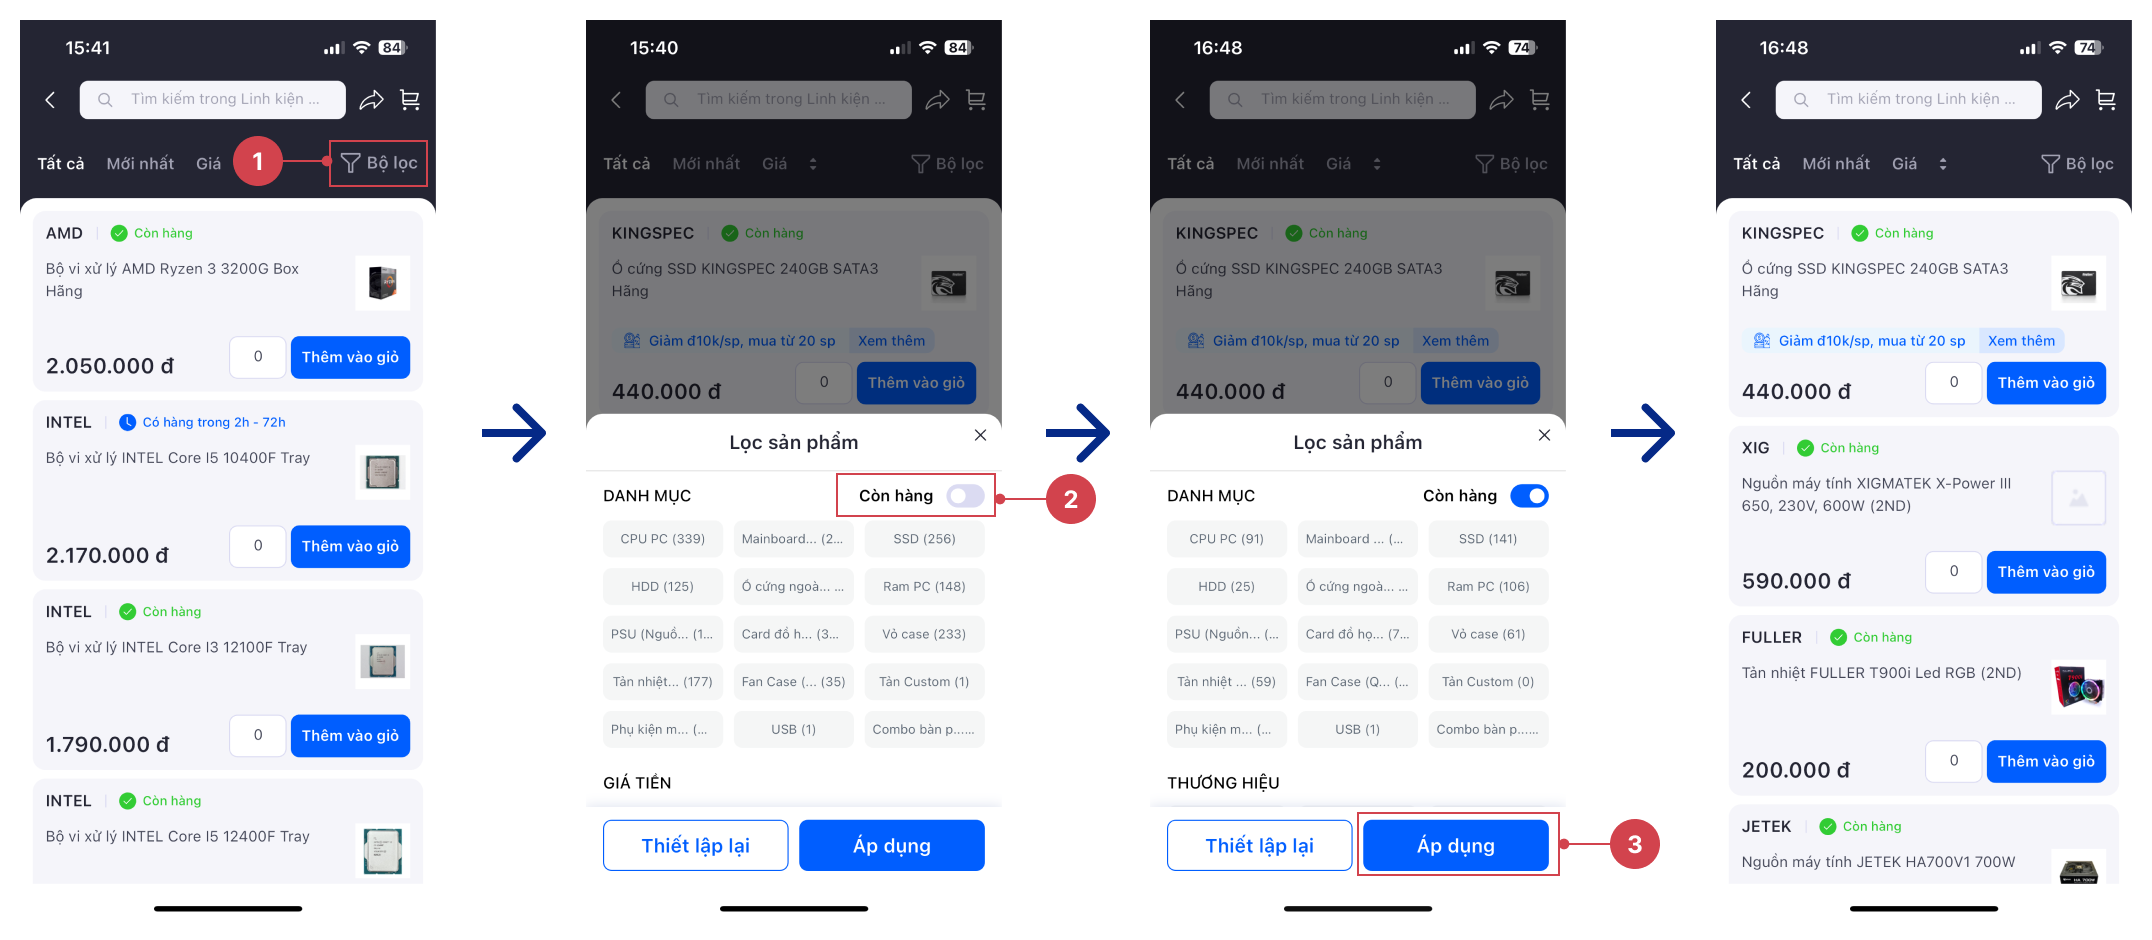 15:41
84
Tìm kiếm trong Linh kiện ...
Tất cả
Mới nhất
Giá
1
Bộ lọc
AMD
Còn hàng
Bộ vi xử lý AMD Ryzen 3 3200G Box
Hãng
2.050.000 đ
0
Thêm vào giỏ
INTEL
Có hàng trong 2h - 72h
Bộ vi xử lý INTEL Core I5 10400F Tray
2.170.000 đ
0
Thêm vào giỏ
INTEL
Còn hàng
Bộ vi xử lý INTEL Core I3 12100F Tray
1.790.000 đ
0
Thêm vào giỏ
INTEL
Còn hàng
Bộ vi xử lý INTEL Core I5 12400F Tray
15:40
84
Tìm kiếm trong Linh kiện ...
Tất cả
Mới nhất
Giá
Bộ lọc
KINGSPEC
Còn hàng
Ổ cứng SSD KINGSPEC 240GB SATA3
Hãng
Giảm đ10k/sp, mua từ 20 sp
Xem thêm
440.000 đ
0
Thêm vào giỏ
Lọc sản phẩm
DANH MỤC
Còn hàng
2
CPU PC (339)
Mainboard... (2...
SSD (256)
HDD (125)
Ổ cứng ngoà... ...
Ram PC (148)
PSU (Nguồ... (1...
Card đồ h... (3...
Vỏ case (233)
Tản nhiệt... (177)
Fan Case (... (35)
Tản Custom (1)
Phụ kiện m... (...
USB (1)
Combo bàn p......
GIÁ TIỀN
Thiết lập lại
Áp dụng
16:48
74
Tìm kiếm trong Linh kiện ...
Tất cả
Mới nhất
Giá
Bộ lọc
KINGSPEC
Còn hàng
Ổ cứng SSD KINGSPEC 240GB SATA3
Hãng
Giảm đ10k/sp, mua từ 20 sp
Xem thêm
440.000 đ
0
Thêm vào giỏ
Lọc sản phẩm
DANH MỤC
Còn hàng
CPU PC (91)
Mainboard ... (...
SSD (141)
HDD (25)
Ổ cứng ngoà... ...
Ram PC (106)
PSU (Nguồn... (...
Card đồ họ... (7...
Vỏ case (61)
Tản nhiệt ... (59)
Fan Case (Q... (...
Tản Custom (0)
Phụ kiện m... (...
USB (1)
Combo bàn p......
THƯƠNG HIỆU
Thiết lập lại
Áp dụng
3
16:48
74
Tìm kiếm trong Linh kiện ...
Tất cả
Mới nhất
Giá
Bộ lọc
KINGSPEC
Còn hàng
Ổ cứng SSD KINGSPEC 240GB SATA3
Hãng
Giảm đ10k/sp, mua từ 20 sp
Xem thêm
440.000 đ
0
Thêm vào giỏ
XIG
Còn hàng
Nguồn máy tính XIGMATEK X-Power III
650, 230V, 600W (2ND)
590.000 đ
0
Thêm vào giỏ
FULLER
Còn hàng
Tản nhiệt FULLER T900i Led RGB (2ND)
200.000 đ
0
Thêm vào giỏ
JETEK
Còn hàng
Nguồn máy tính JETEK HA700V1 700W